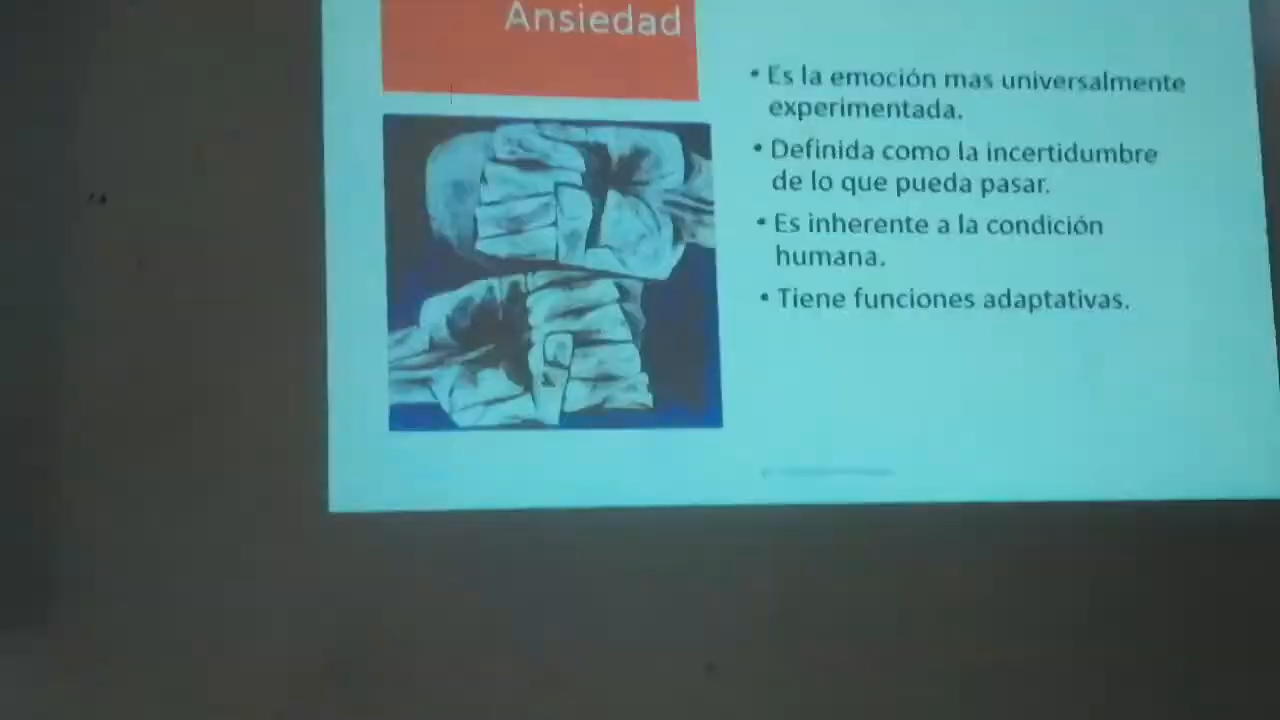 Ansiedad
• Es la emoción mas universalmente
experimentada.
• Definida como la incertidumbre
de lo que pueda pasar.
• Es inherente a la condición
humana.
• Tiene funciones adaptativas.